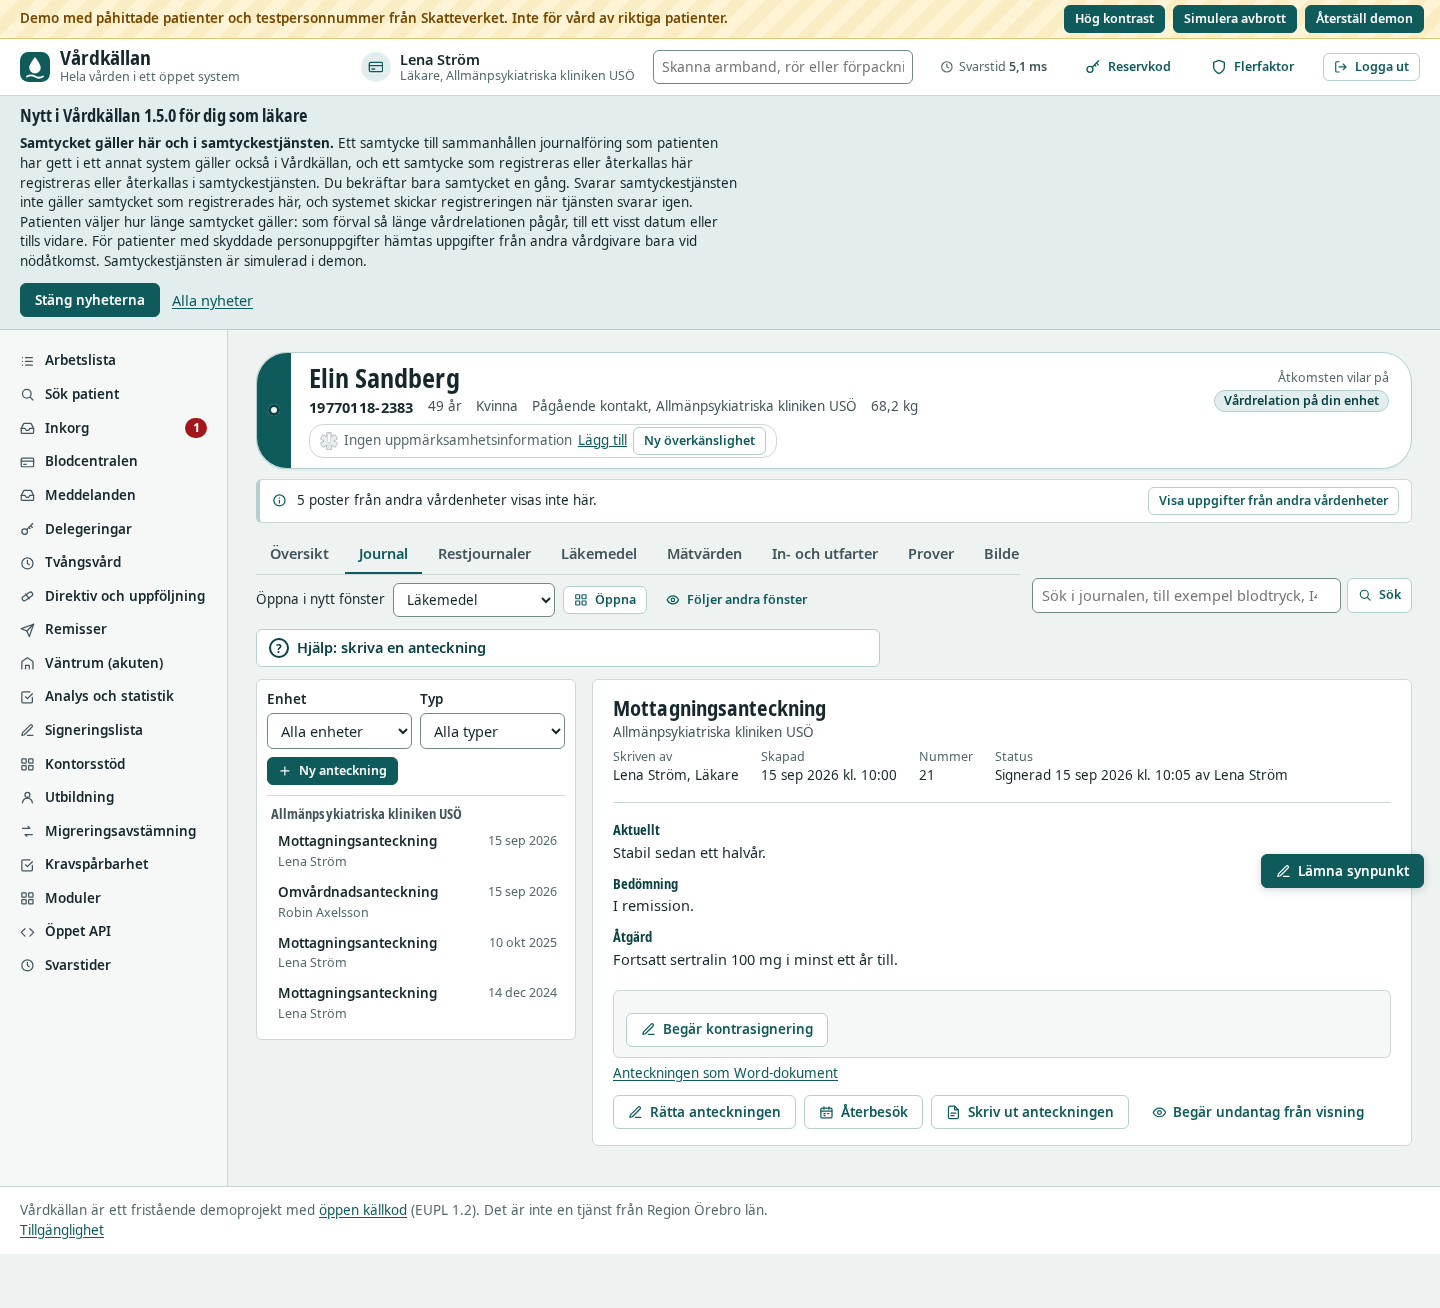 Demo med påhittade patienter och testpersonnummer från Skatteverket. Inte för vård av riktiga patienter.
Hög kontrast
Simulera avbrott
Återställ demon
Vårdkällan
Hela vården i ett öppet system
Lena Ström
Läkare, Allmänpsykiatriska kliniken USÖ
Skanna armband, rör eller förpackni
Svarstid 5,1 ms
Reservkod
Flerfaktor
Logga ut
Nytt i Vårdkällan 1.5.0 för dig som läkare
Samtycket gäller här och i samtyckestjänsten. Ett samtycke till sammanhållen journalföring som patienten
har gett i ett annat system gäller också i Vårdkällan, och ett samtycke som registreras eller återkallas här
registreras eller återkallas i samtyckestjänsten. Du bekräftar bara samtycket en gång. Svarar samtyckestjänsten
inte gäller samtycket som registrerades här, och systemet skickar registreringen när tjänsten svarar igen.
Patienten väljer hur länge samtycket gäller: som förval så länge vårdrelationen pågår, till ett visst datum eller
tills vidare. För patienter med skyddade personuppgifter hämtas uppgifter från andra vårdgivare bara vid
nödåtkomst. Samtyckestjänsten är simulerad i demon.
Stäng nyheterna
Alla nyheter
Arbetslista
Sök patient
Inkorg
1
Blodcentralen
Meddelanden
Delegeringar
Tvångsvård
Direktiv och uppföljning
Remisser
Väntrum (akuten)
Analys och statistik
Signeringslista
Kontorsstöd
Utbildning
Migreringsavstämning
Kravspårbarhet
Moduler
Öppet API
Svarstider
Elin Sandberg
19770118-2383
49 år
Kvinna
Pågående kontakt, Allmänpsykiatriska kliniken USÖ
68,2 kg
Ingen uppmärksamhetsinformation
Lägg till
Ny överkänslighet
Åtkomsten vilar på
Vårdrelation på din enhet
5 poster från andra vårdenheter visas inte här.
Visa uppgifter från andra vårdenheter
Översikt
Journal
Restjournaler
Läkemedel
Mätvärden
In- och utfarter
Prover
Bilde
Öppna i nytt fönster
Läkemedel
Öppna
Följer andra fönster
Sök i journalen, till exempel blodtryck, I4
Sök
? Hjälp: skriva en anteckning
Enhet
Typ
Alla enheter
Alla typer
Ny anteckning
Allmänpsykiatriska kliniken USÖ
Mottagningsanteckning
15 sep 2026
Lena Ström
Omvårdnadsanteckning
15 sep 2026
Robin Axelsson
Mottagningsanteckning
10 okt 2025
Lena Ström
Mottagningsanteckning
14 dec 2024
Lena Ström
Mottagningsanteckning
Allmänpsykiatriska kliniken USÖ
Skriven av
Skapad
Nummer
Status
Lena Ström, Läkare
15 sep 2026 kl. 10:00
21
Signerad 15 sep 2026 kl. 10:05 av Lena Ström
Aktuellt
Stabil sedan ett halvår.
Bedömning
I remission.
Åtgärd
Fortsatt sertralin 100 mg i minst ett år till.
Lämna synpunkt
Begär kontrasignering
Anteckningen som Word-dokument
Rätta anteckningen
Återbesök
Skriv ut anteckningen
Begär undantag från visning
Vårdkällan är ett fristående demoprojekt med öppen källkod (EUPL 1.2). Det är inte en tjänst från Region Örebro län.
Tillgänglighet